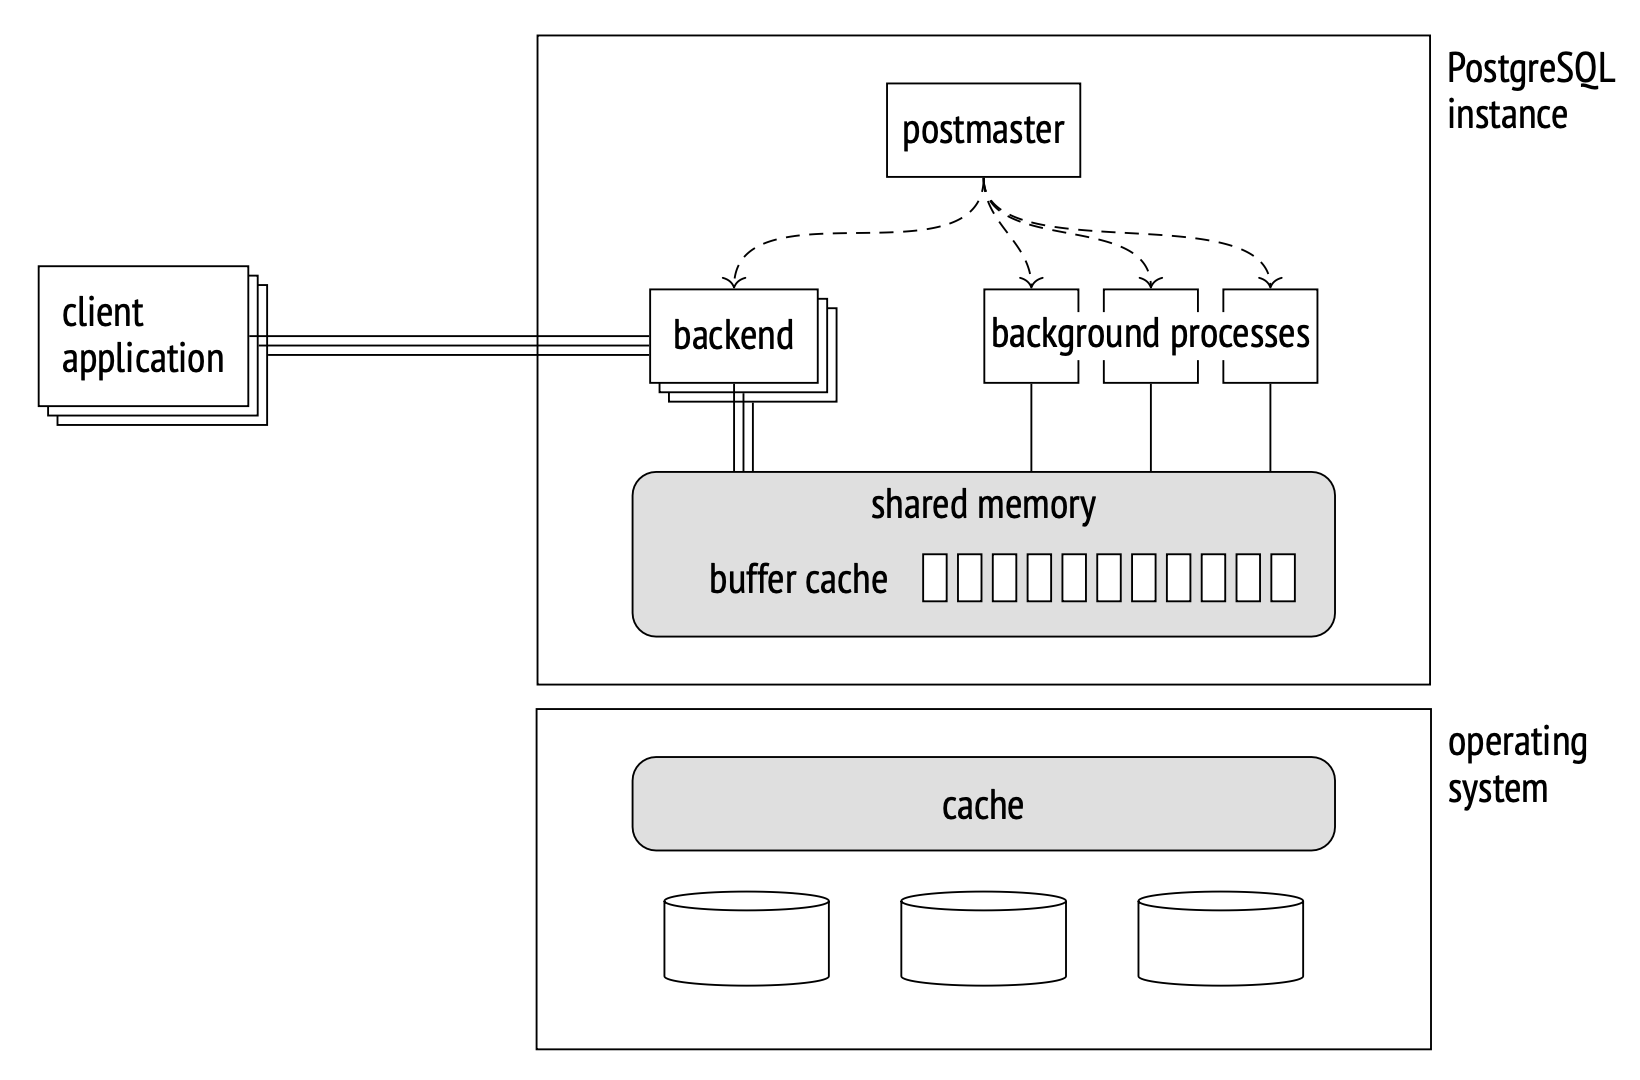 PostgreSQL
instance
postmaster
client
application
backend
background processes
shared memory
buffer cache
operating
system
cache